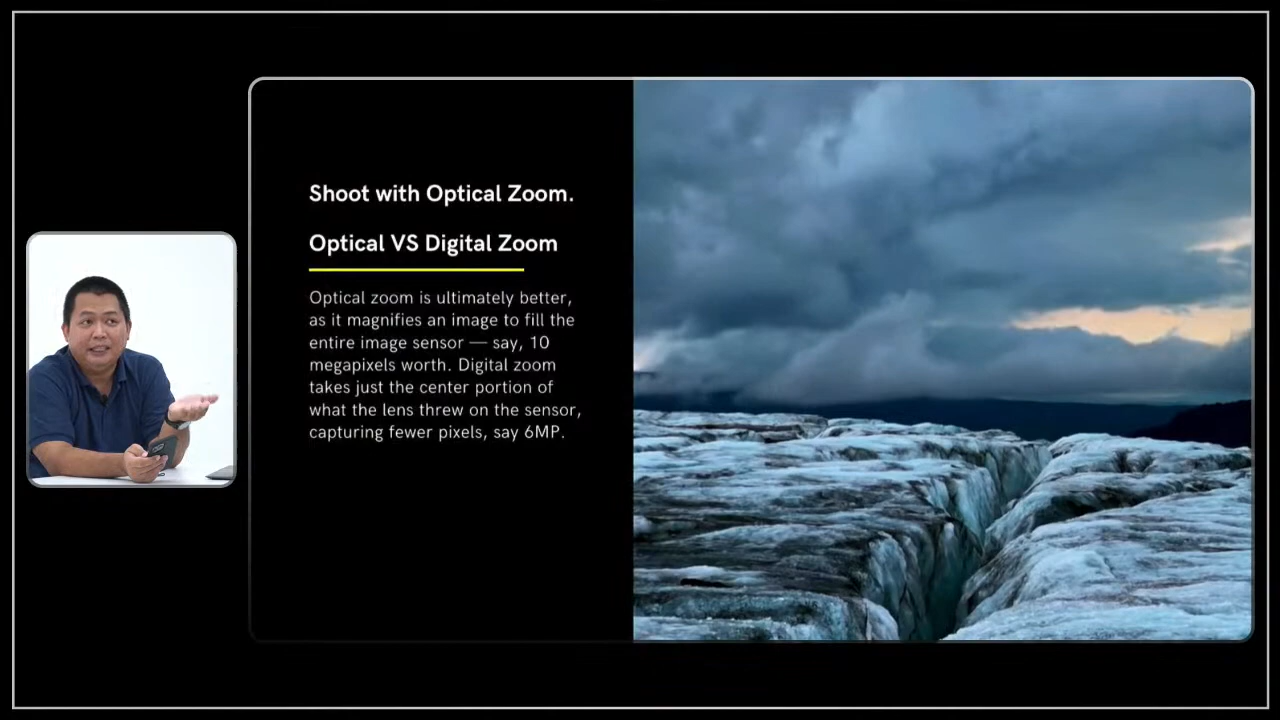 Shoot with Optical Zoom.
Optical VS Digital Zoom
Optical zoom is ultimately better,
as it magnifies an image to fill the
entire image sensor — say, 10
megapixels worth. Digital zoom
takes just the center portion of
what the lens threw on the sensor,
capturing fewer pixels, say 6MP.